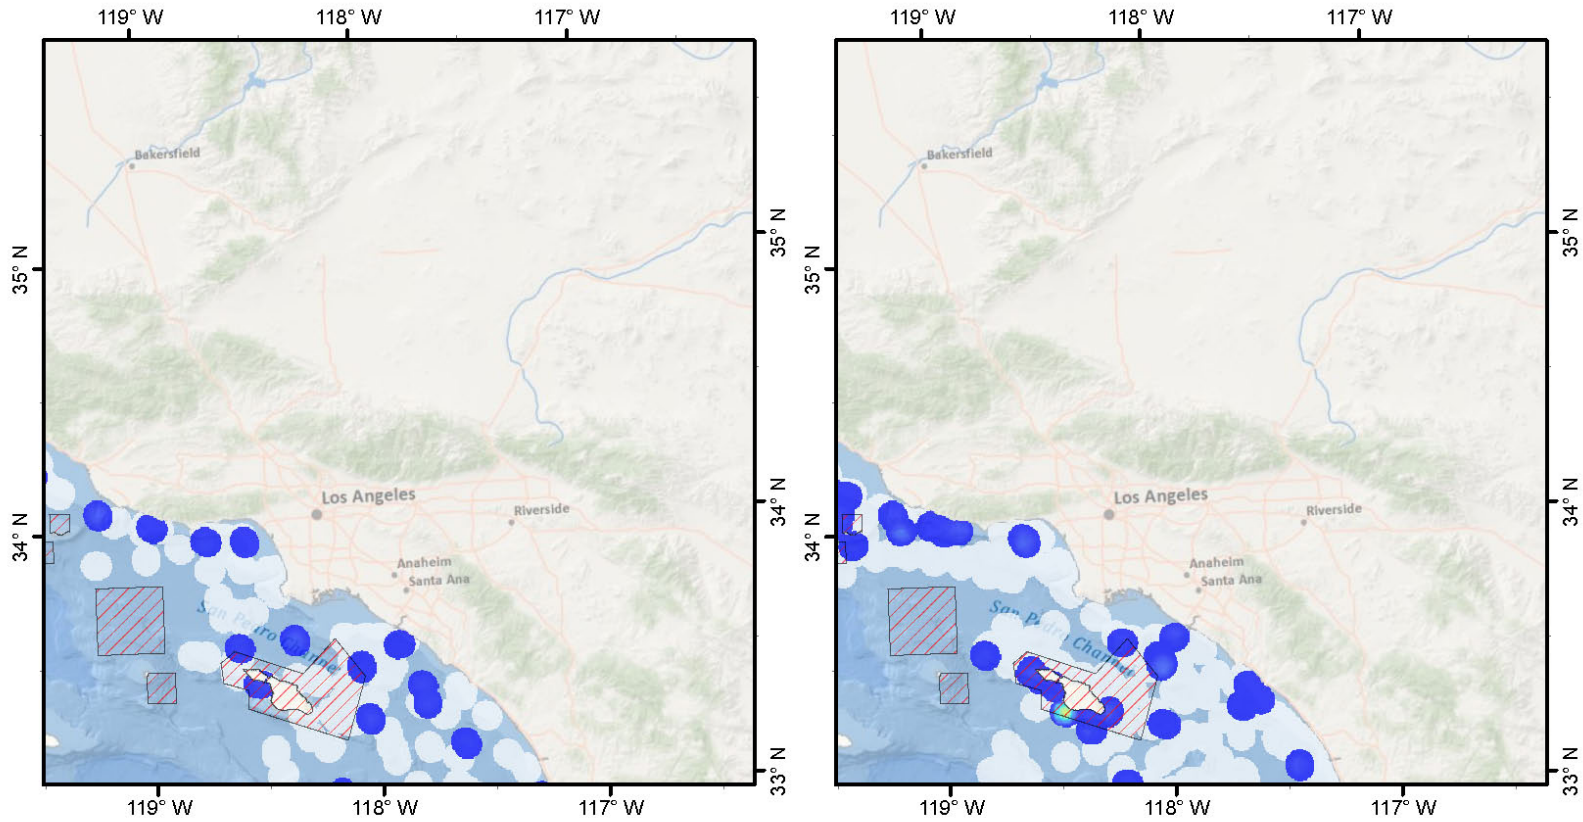 119° W 118° W 117° W
119° W 118° W 117° W
Bakersfield
Bakersfield
35° N
35° N
35° N
35° N
Los Angeles
Los Angeles
34° N
34° N
Riverside
Riverside
34° N
34° N
Anaheim
Anaheim
Santa Ana
Santa Ana
San Pedro Channel
San Pedro Channel
33° N
33° N
119° W 118° W 117° W
119° W 118° W 117° W